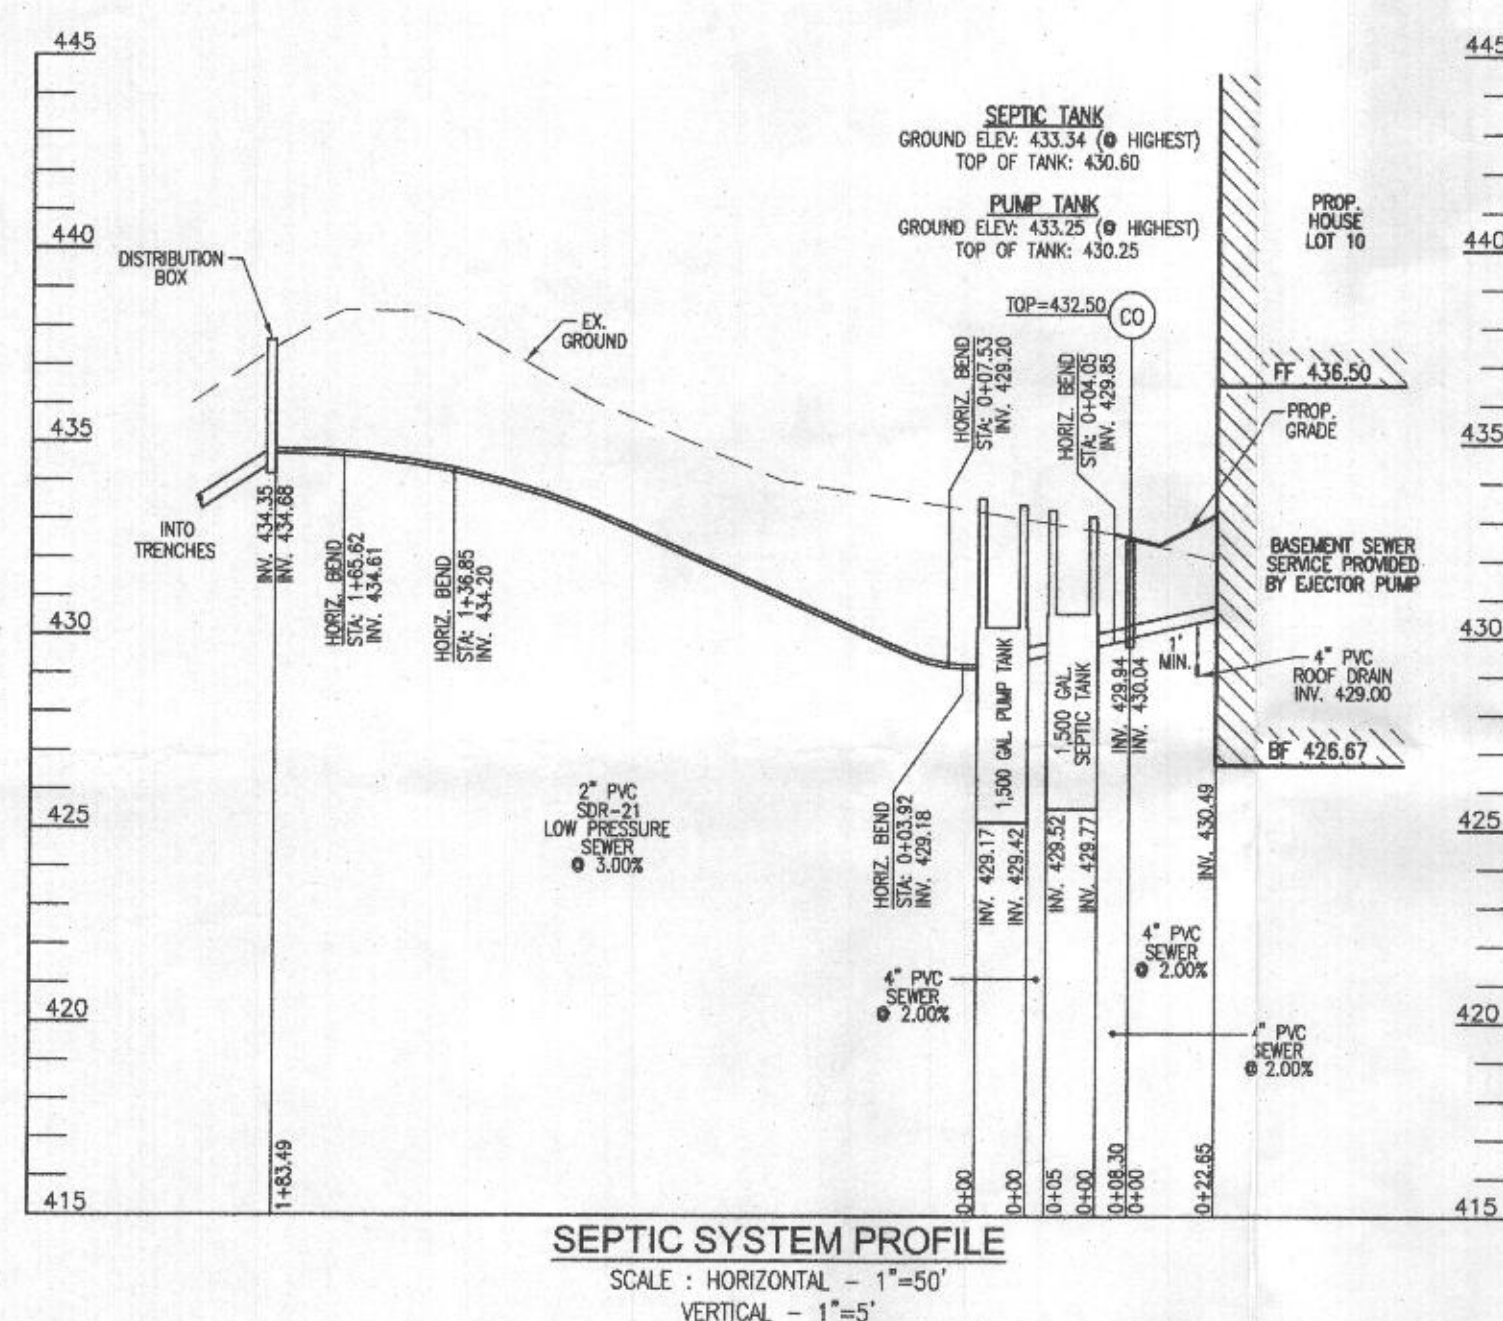 445
440
435
430
425
420
415
445
440
435
430
425
420
415
SEPTIC TANK
GROUND ELEV: 433.34 (@ HIGHEST)
TOP OF TANK: 430.60
PUMP TANK
GROUND ELEV: 433.25 (@ HIGHEST)
TOP OF TANK: 430.25
PROP.
HOUSE
LOT 10
DISTRIBUTION
BOX
TOP=432.50
CO
EX.
GROUND
HORIZ. BEND
STA: 0+07.53
INV. 429.20
HORIZ. BEND
STA: 0+04.05
INV. 429.85
FF 436.50
PROP.
GRADE
INTO
TRENCHES
INV. 434.35
INV. 434.68
HORIZ. BEND
STA: 1+65.62
INV. 434.61
HORIZ. BEND
STA: 1+36.85
INV. 434.20
BASEMENT SEWER
SERVICE PROVIDED
BY EJECTOR PUMP
1'
MIN.
4" PVC
ROOF DRAIN
INV. 429.00
1,500 GAL PUMP TANK
1,500 GAL.
SEPTIC TANK
INV. 429.94
INV. 430.04
BF 426.67
2" PVC
SDR-21
LOW PRESSURE
SEWER
@ 3.00%
HORIZ. BEND
STA: 0+03.92
INV. 429.18
INV. 429.17
INV. 429.42
INV. 429.52
INV. 429.77
INV. 430.49
4" PVC
SEWER
@ 2.00%
4" PVC
SEWER
@ 2.00%
4" PVC
SEWER
@ 2.00%
1+83.49
0+00
0+00
0+05
0+00
0+08.30
0+00
0+22.65
SEPTIC SYSTEM PROFILE
SCALE : HORIZONTAL - 1"=50'
VERTICAL - 1"=5'